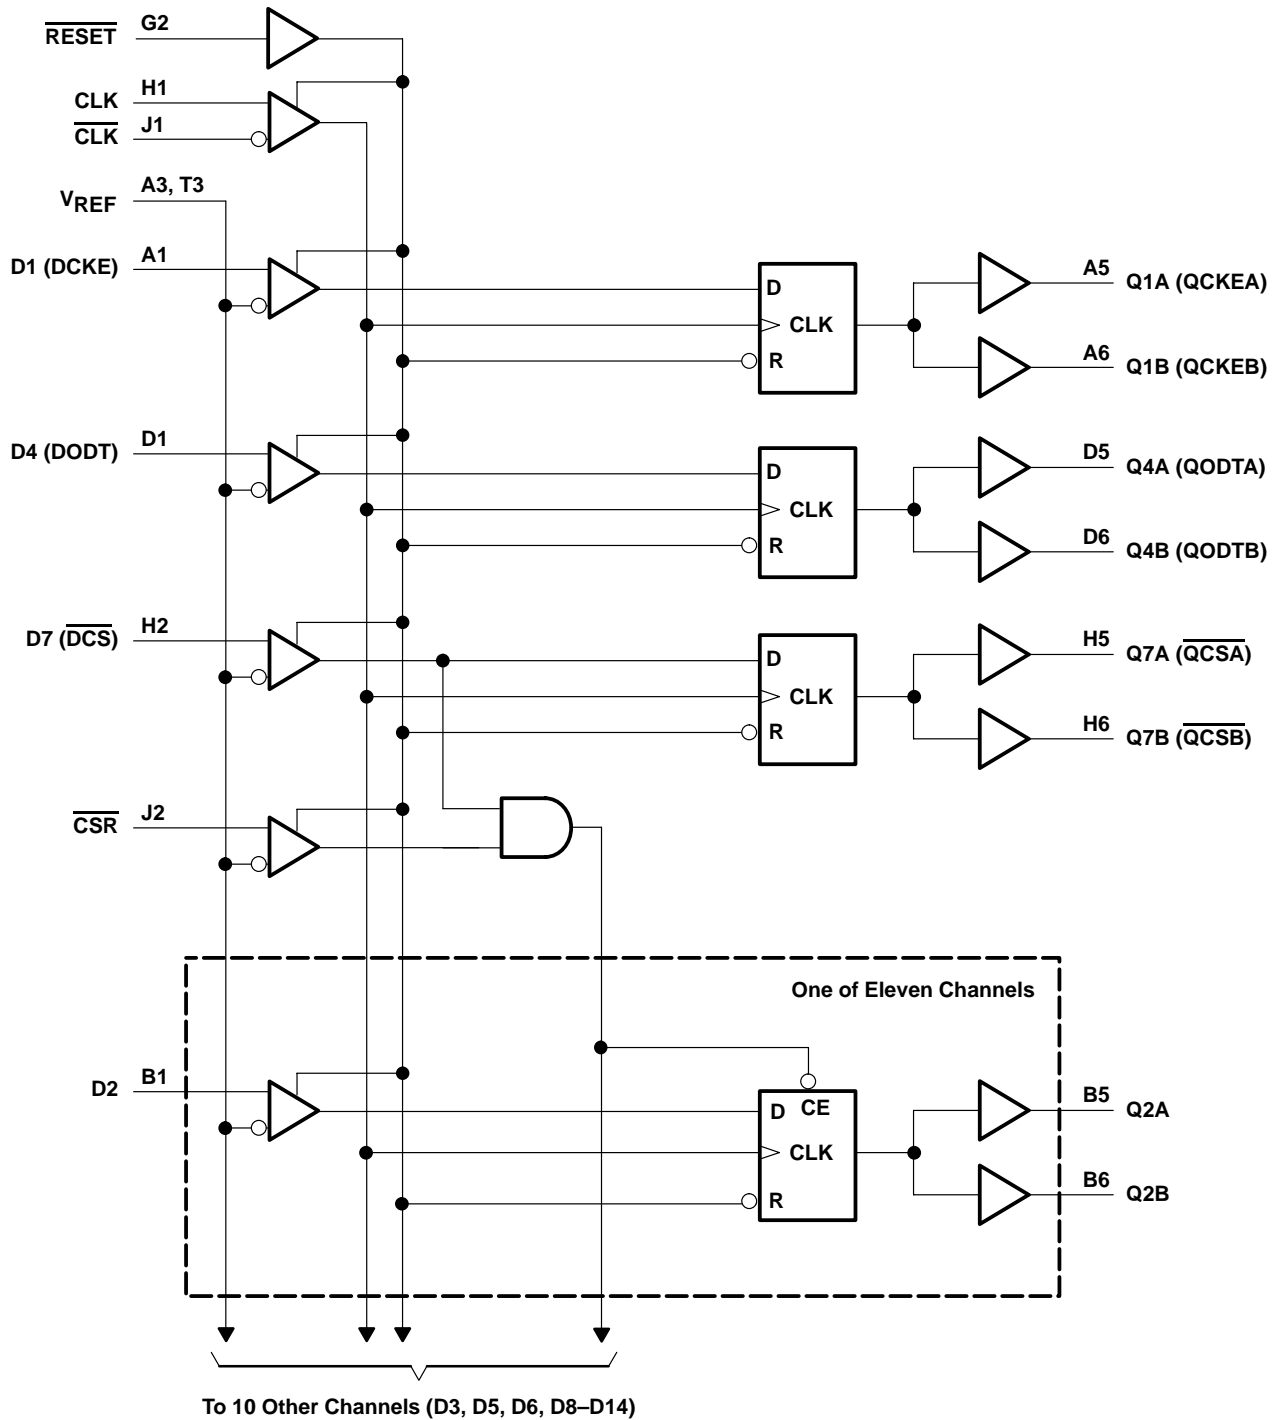 RESET G2
CLK H1
CLK J1
VREF A3, T3
D1 (DCKE) A1
D CLK R
A5 Q1A (QCKEA)
A6 Q1B (QCKEB)
D4 (DODT) D1
D CLK R
D5 Q4A (QODTA)
D6 Q4B (QODTB)
D7 (DCS) H2
D CLK R
H5 Q7A (QCSA)
H6 Q7B (QCSB)
CSR J2
One of Eleven Channels
D2 B1
D CE CLK R
B5 Q2A
B6 Q2B
To 10 Other Channels (D3, D5, D6, D8–D14)